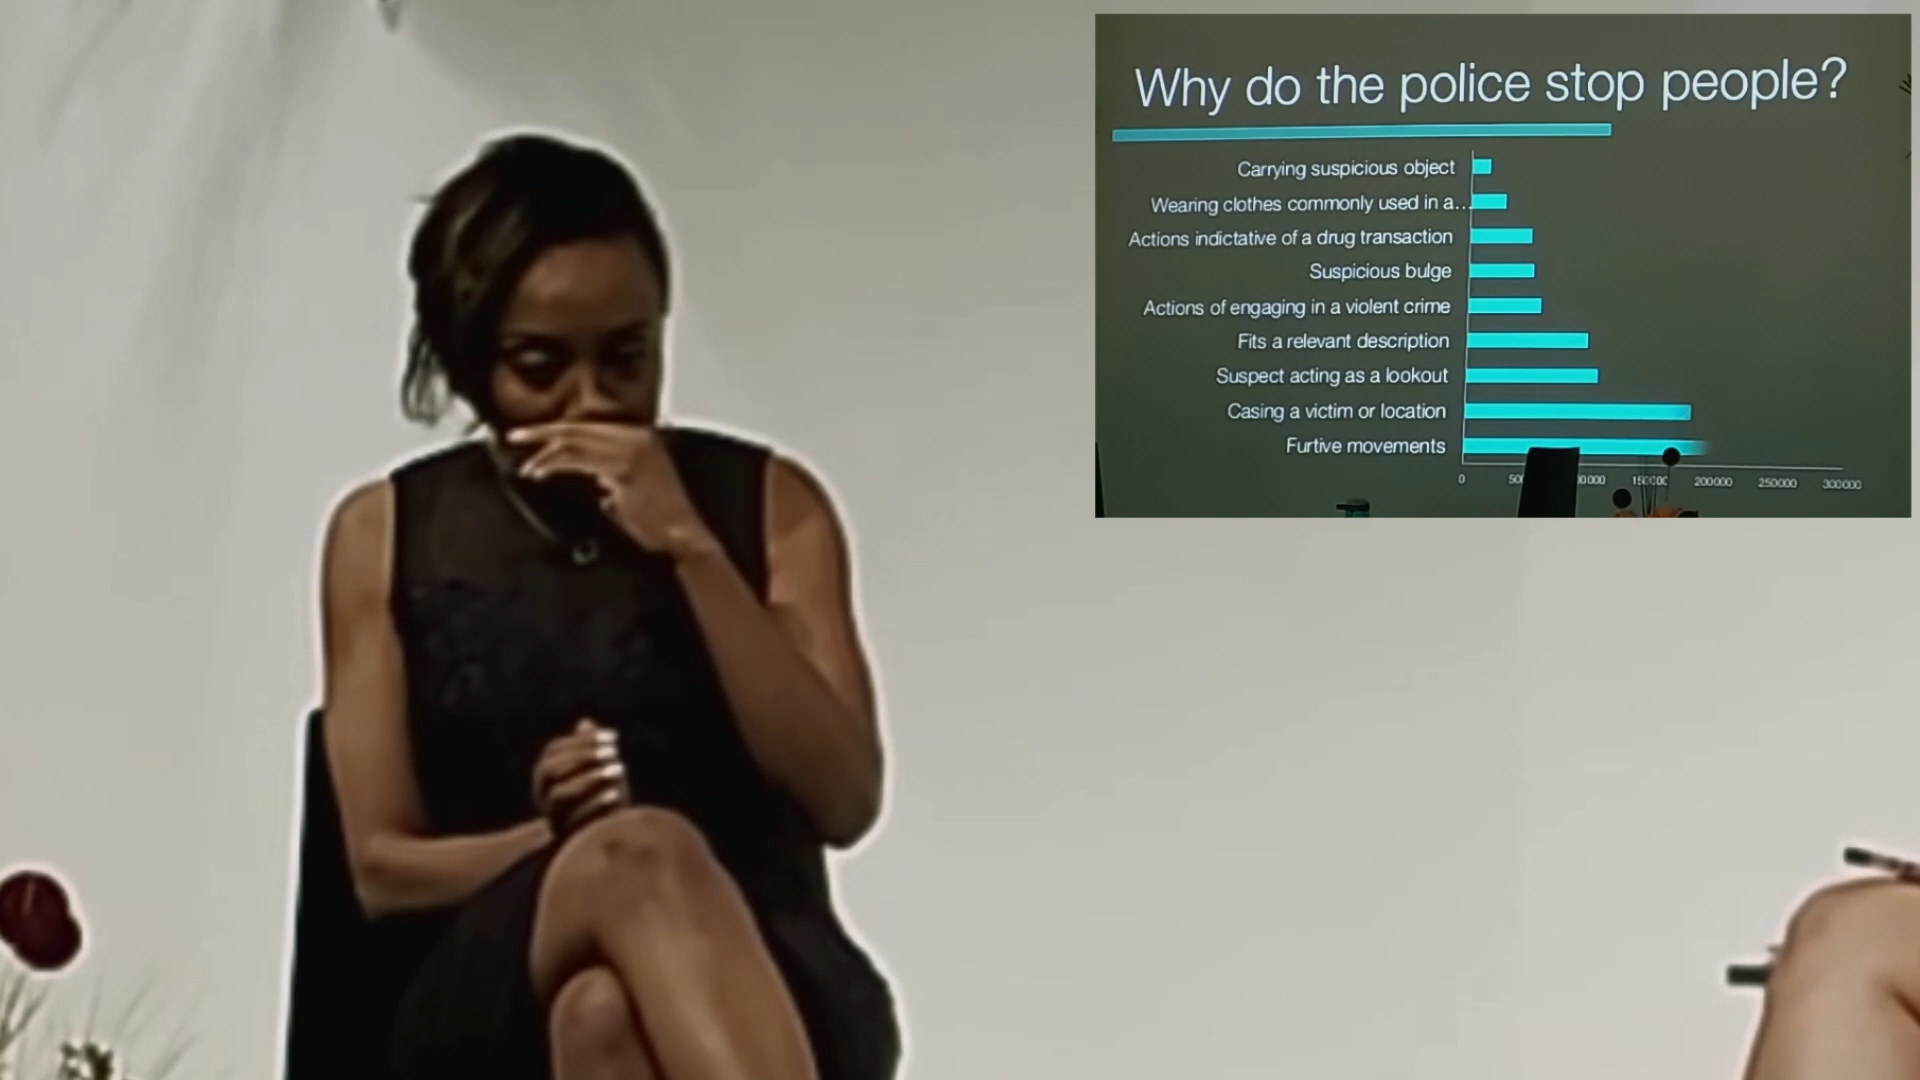 Why do the police stop people?
Carrying suspicious object
Wearing clothes commonly used in a...
Actions indictative of a drug transaction
Suspicious bulge
Actions of engaging in a violent crime
Fits a relevant description
Suspect acting as a lookout
Casing a victim or location
Furtive movements
0 150000 200000 250000 300000